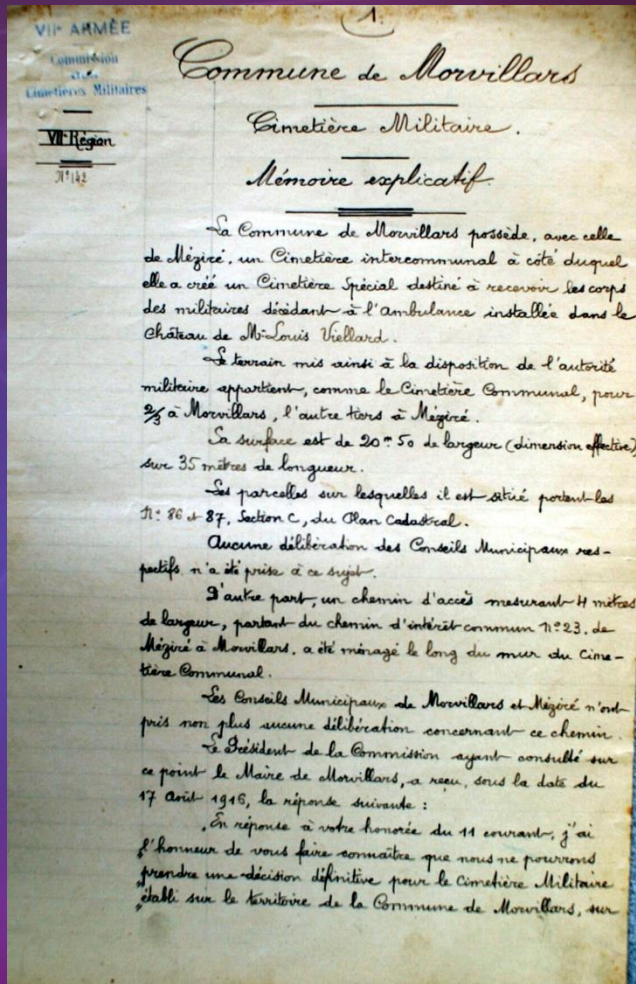 1.
VIIe ARMÉE
Commission
des
Cimetières Militaires
VIIe Région
N° 142
Commune de Morvillars
Cimetière Militaire.
Mémoire explicatif.
La Commune de Morvillars possède, avec celle
de Méziré, un Cimetière intercommunal à côté duquel
elle a créé un Cimetière Spécial destiné à recevoir les corps
des militaires décédant à l'Ambulance installée dans le
Château de Mr Louis Viellard.
Le terrain mis ainsi à la disposition de l'autorité
militaire appartient, comme le Cimetière Communal, pour
2/3 à Morvillars, l'autre tiers à Méziré.
Sa surface est de 20m 50 de largeur (dimension effective)
sur 35 mètres de longueur.
Les parcelles sur lesquelles il est situé portent les
Nos 86 et 87, Section C, du Plan Cadastral.
Aucune délibération des Conseils Municipaux res-
pectifs n'a été prise à ce sujet.
D'autre part, un chemin d'accès mesurant 4 mètres
de largeur, partant du chemin d'intérêt commun N° 23, de
Méziré à Morvillars, a été ménagé le long du mur du Cime-
tière Communal.
Les Conseils Municipaux de Morvillars et Méziré n'ont
pris non plus aucune délibération concernant ce chemin.
Le Président de la Commission ayant consulté sur
ce point le Maire de Morvillars, a reçu, sous la date du
17 Août 1916, la réponse suivante :
"En réponse à votre honorée du 11 courant, j'ai
"l'honneur de vous faire connaître que nous ne pourrons
"prendre une décision définitive pour le Cimetière Militaire
"établi sur le territoire de la Commune de Morvillars, sur